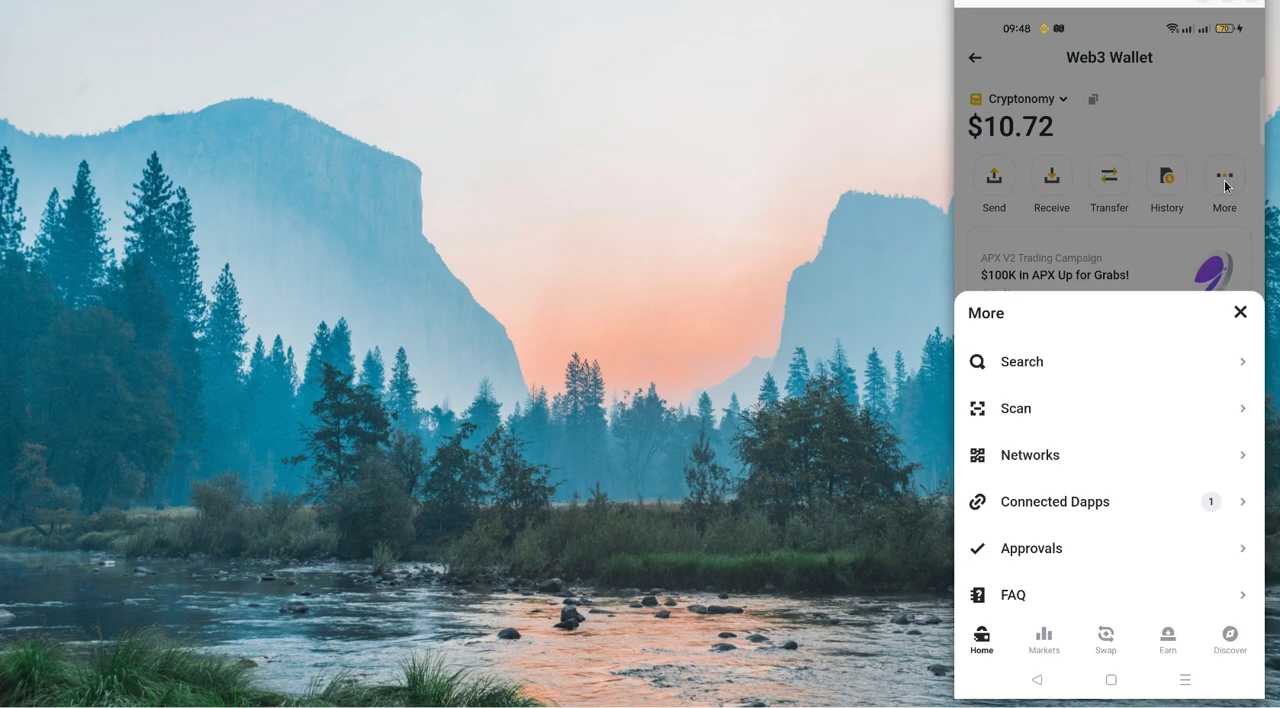 09:48
70
Web3 Wallet
Cryptonomy
$10.72
Send Receive Transfer History More
APX V2 Trading Campaign
$100K in APX Up for Grabs!
More
Search
Scan
Networks
Connected Dapps 1
Approvals
FAQ
Home Markets Swap Earn Discover